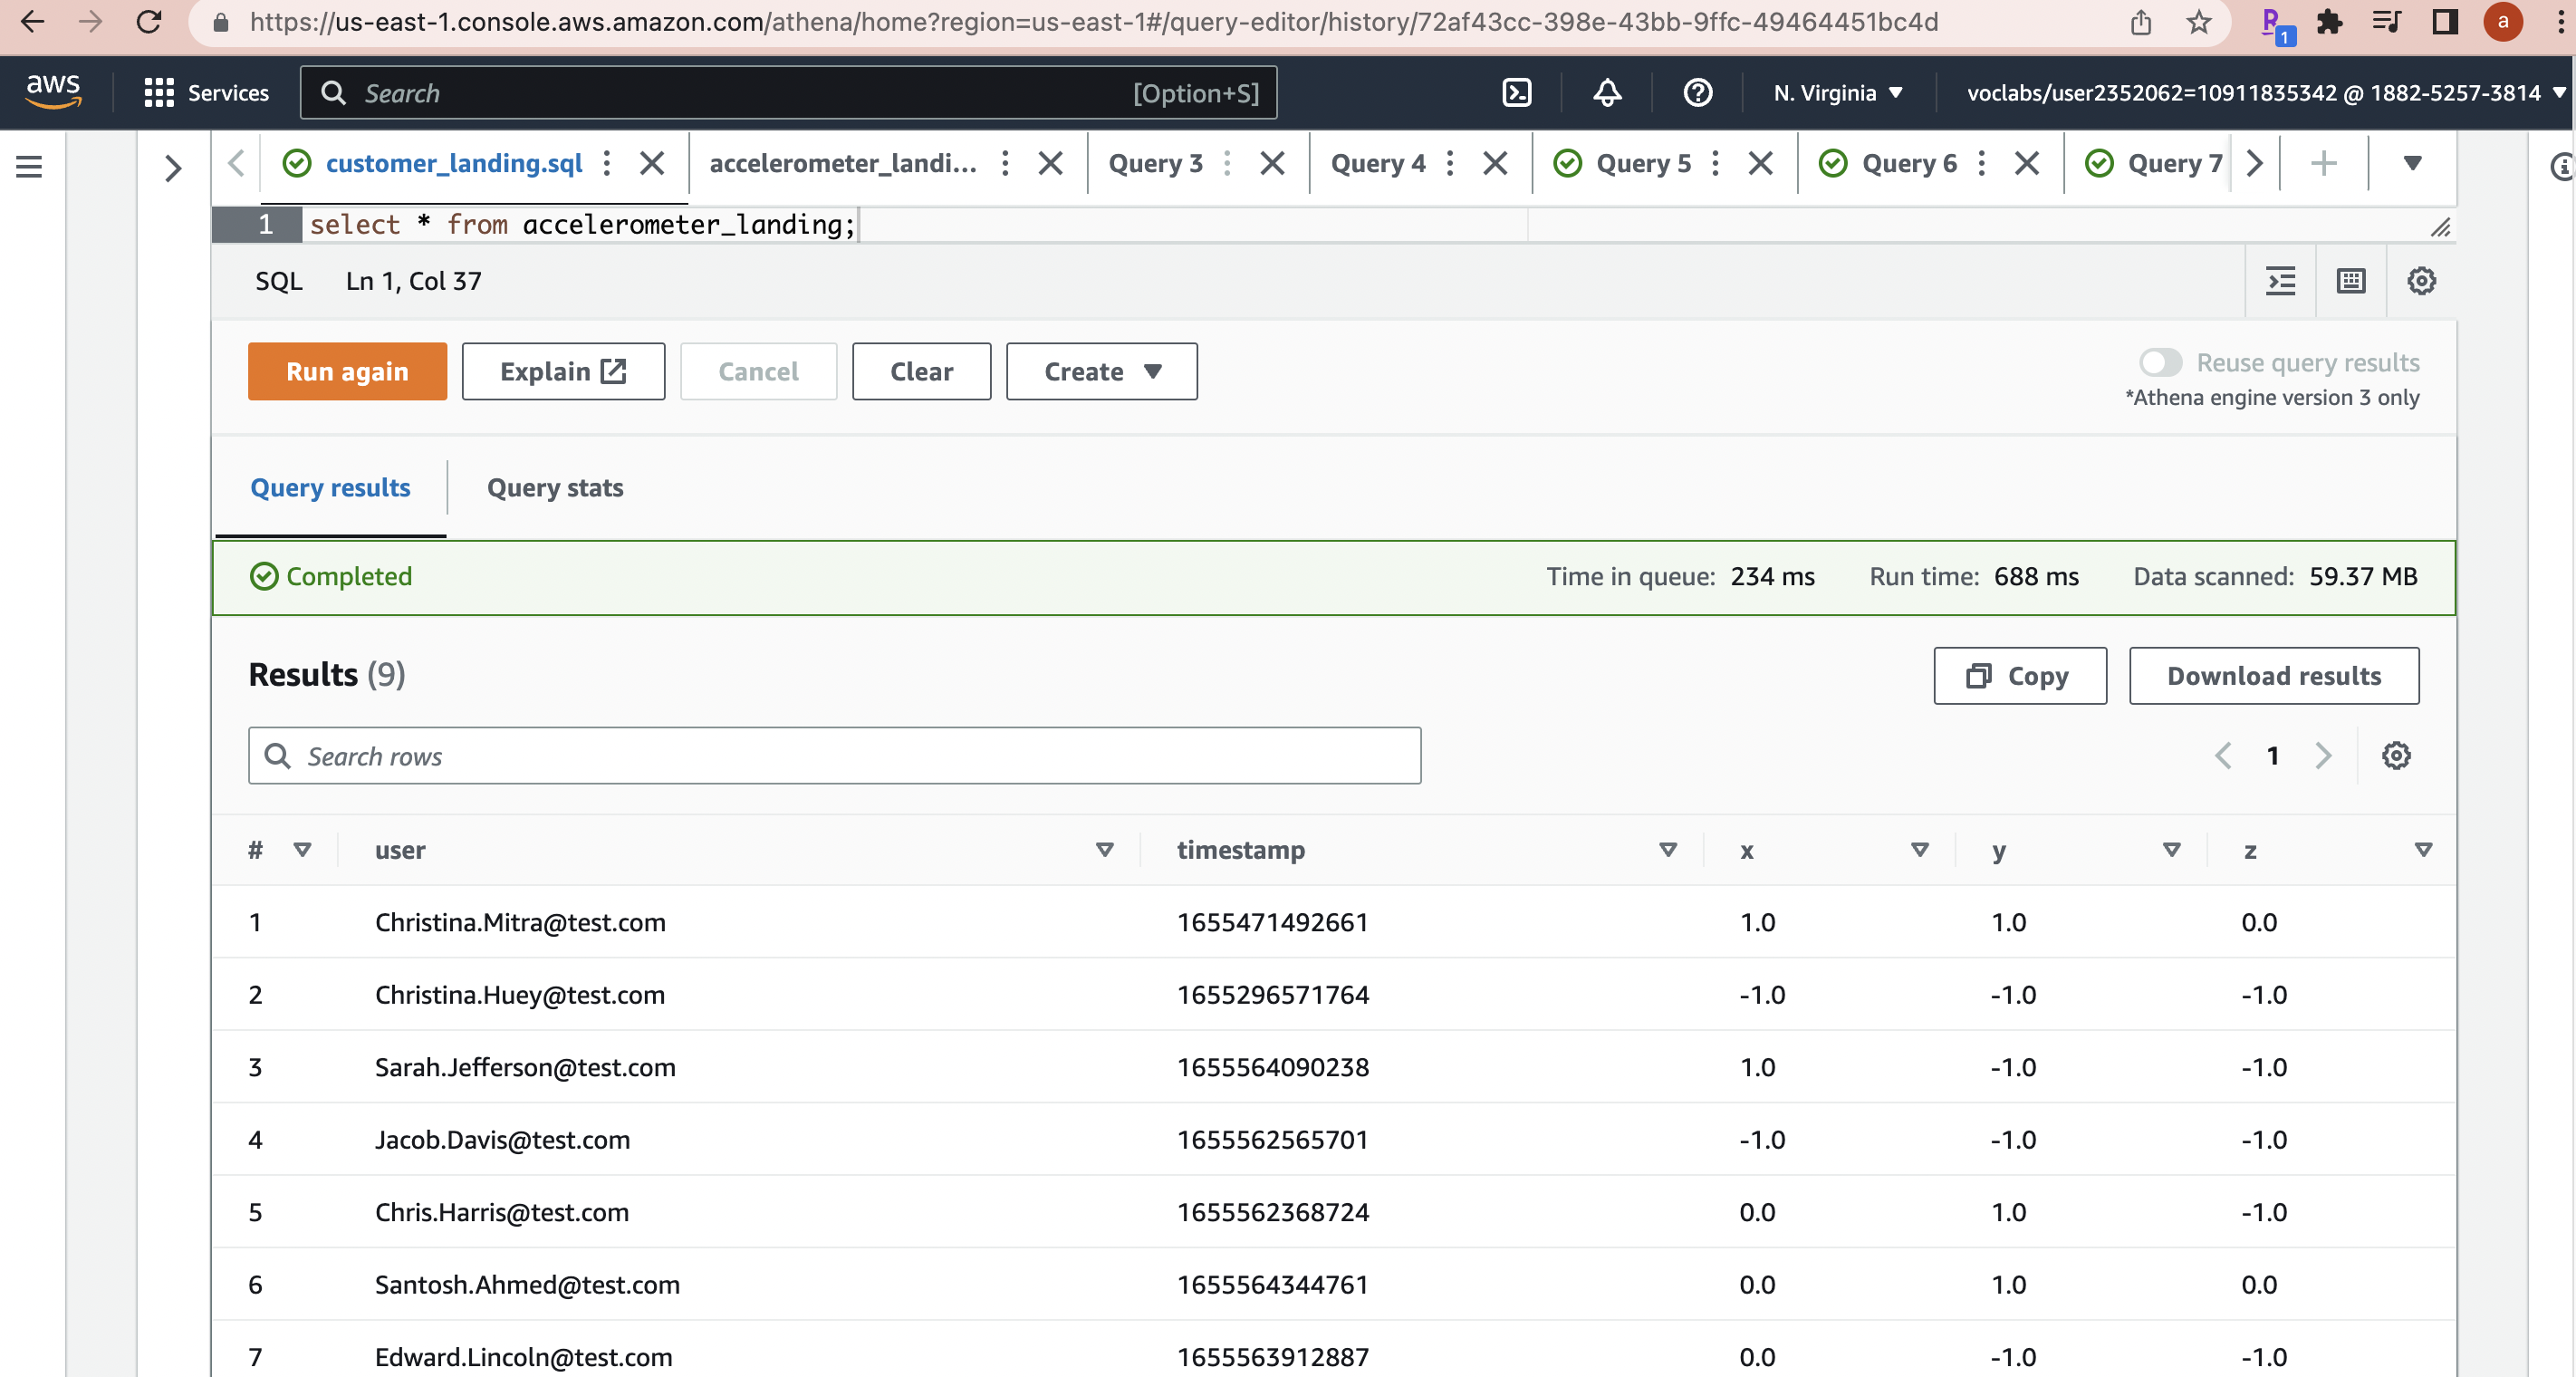 https://us-east-1.console.aws.amazon.com/athena/home?region=us-east-1#/query-editor/history/72af43cc-398e-43bb-9ffc-49464451bc4d 1 a
aws Services Search [Option+S] N. Virginia voclabs/user2352062=10911835342 @ 1882-5257-3814
customer_landing.sql accelerometer_landi... Query 3 Query 4 Query 5 Query 6 Query 7
1 select * from accelerometer_landing;
SQL Ln 1, Col 37
Run again Explain Cancel Clear Create Reuse query results
*Athena engine version 3 only
Query results Query stats
Completed Time in queue: 234 ms Run time: 688 ms Data scanned: 59.37 MB
Results (9) Copy Download results
Search rows 1
# user timestamp x y z
1 Christina.Mitra@test.com 1655471492661 1.0 1.0 0.0
2 Christina.Huey@test.com 1655296571764 -1.0 -1.0 -1.0
3 Sarah.Jefferson@test.com 1655564090238 1.0 -1.0 -1.0
4 Jacob.Davis@test.com 1655562565701 -1.0 -1.0 -1.0
5 Chris.Harris@test.com 1655562368724 0.0 1.0 -1.0
6 Santosh.Ahmed@test.com 1655564344761 0.0 1.0 0.0
7 Edward.Lincoln@test.com 1655563912887 0.0 -1.0 -1.0